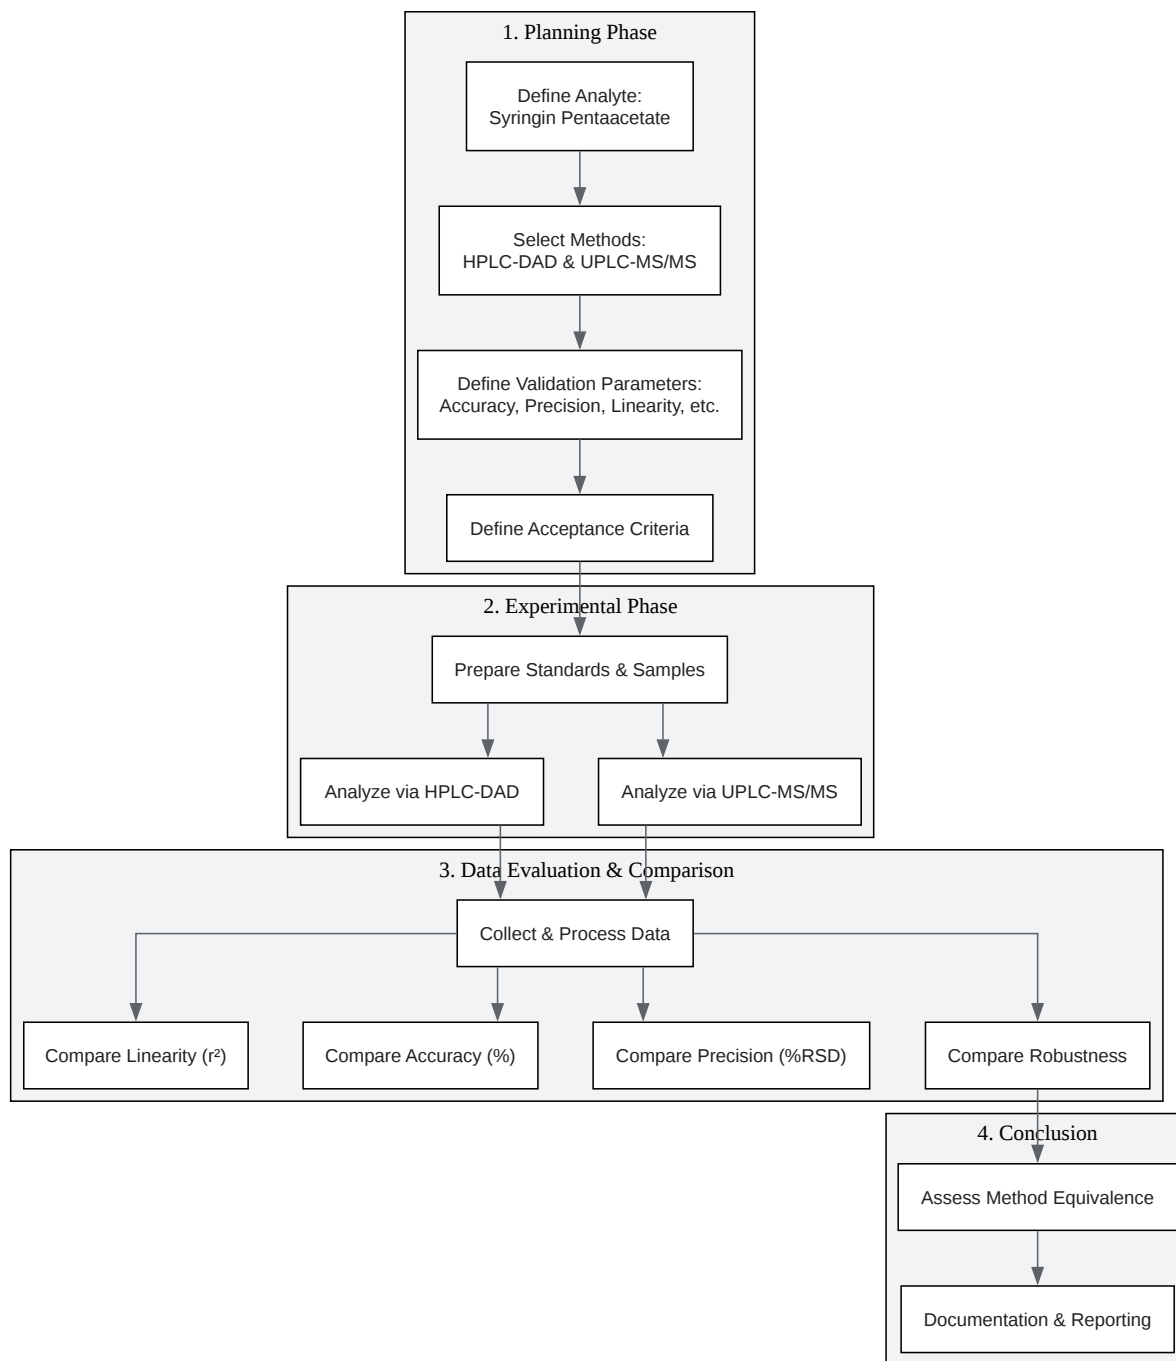 1. Planning Phase
Define Analyte:
Syringin Pentaacetate
Select Methods:
HPLC-DAD & UPLC-MS/MS
Define Validation Parameters:
Accuracy, Precision, Linearity, etc.
Define Acceptance Criteria
2. Experimental Phase
Prepare Standards & Samples
Analyze via HPLC-DAD
Analyze via UPLC-MS/MS
3. Data Evaluation & Comparison
Collect & Process Data
Compare Linearity (r²)
Compare Accuracy (%)
Compare Precision (%RSD)
Compare Robustness
4. Conclusion
Assess Method Equivalence
Documentation & Reporting